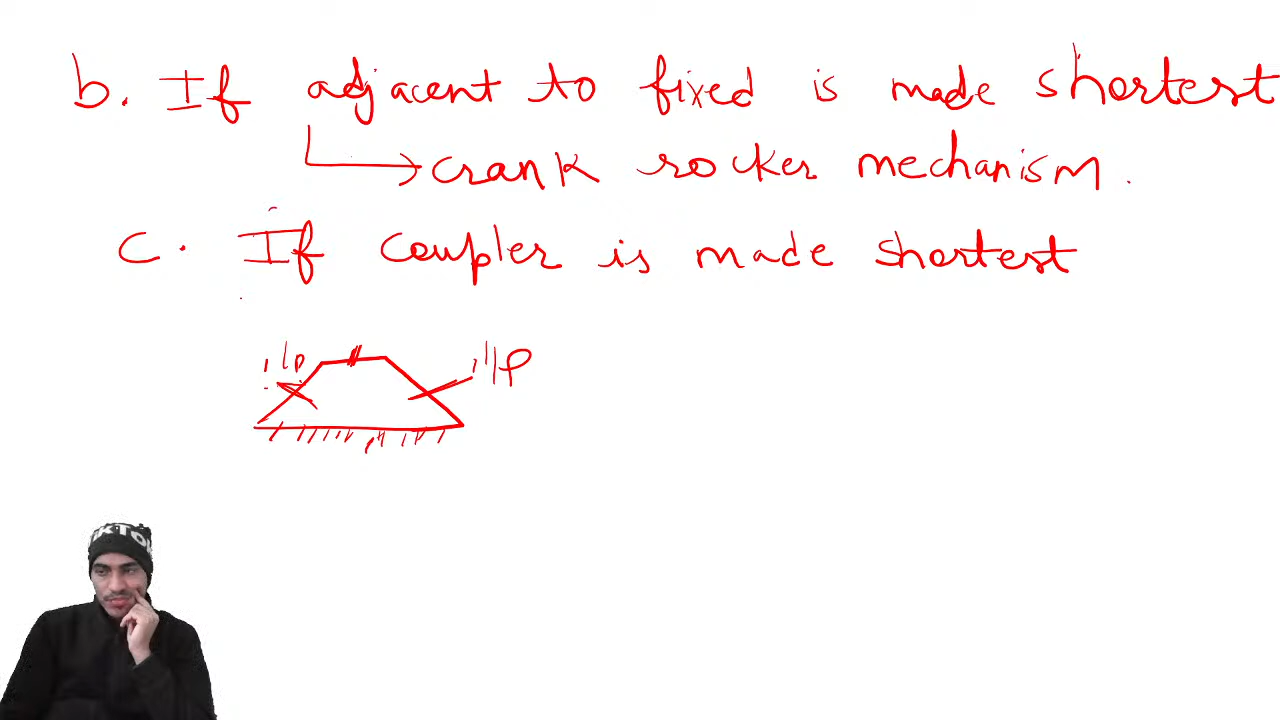 b. If adjacent to fixed is made shortest
crank rocker mechanism.
c. If coupler is made shortest